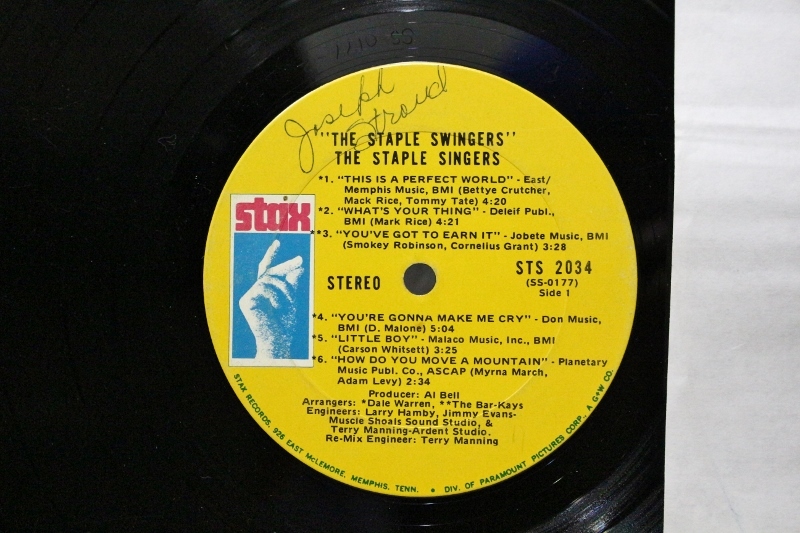 SS-0177
Joseph
Stroud
"THE STAPLE SWINGERS"
THE STAPLE SINGERS
*1. "THIS IS A PERFECT WORLD" - East/
Memphis Music, BMI (Bettye Crutcher,
Mack Rice, Tommy Tate) 4:20
*2. "WHAT'S YOUR THING" - Deleif Publ.,
BMI (Mark Rice) 4:21
**3. "YOU'VE GOT TO EARN IT" - Jobete Music, BMI
(Smokey Robinson, Cornelius Grant) 3:28
stax
STEREO
STS 2034
(SS-0177)
Side 1
*4. "YOU'RE GONNA MAKE ME CRY" - Don Music,
BMI (D. Malone) 5:04
*5. "LITTLE BOY" - Malaco Music, Inc., BMI
(Carson Whitsett) 3:25
*6. "HOW DO YOU MOVE A MOUNTAIN" - Planetary
Music Publ. Co., ASCAP (Myrna March,
Adam Levy) 2:34
Producer: Al Bell
Arrangers: *Dale Warren, **The Bar-Kays
Engineers: Larry Hamby, Jimmy Evans-
Muscle Shoals Sound Studio, &
Terry Manning-Ardent Studio.
Re-Mix Engineer: Terry Manning
STAX RECORDS, 926 EAST McLEMORE, MEMPHIS, TENN. • DIV. OF PARAMOUNT PICTURES CORP., A G+W CO.